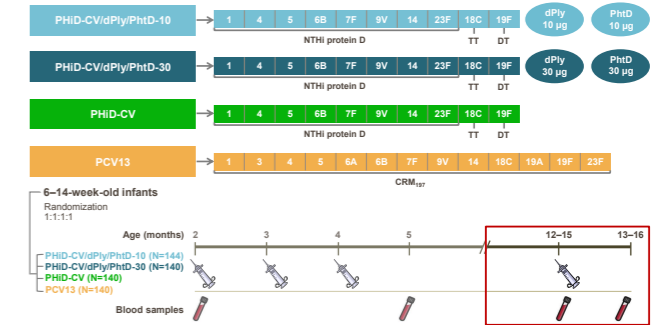 PHiD-CV/dPly/PhtD-10 1 4 5 6B 7F 9V 14 23F 18C 19F dPly 10 µg PhtD 10 µg
NTHi protein D TT DT
PHiD-CV/dPly/PhtD-30 1 4 5 6B 7F 9V 14 23F 18C 19F dPly 30 µg PhtD 30 µg
NTHi protein D TT DT
PHiD-CV 1 4 5 6B 7F 9V 14 23F 18C 19F
NTHi protein D TT DT
PCV13 1 3 4 5 6A 6B 7F 9V 14 18C 19A 19F 23F
CRM₁₉₇
6–14-week-old infants
Randomization
1:1:1:1
Age (months) 2 3 4 5 12–15 13–16
PHiD-CV/dPly/PhtD-10 (N=144)
PHiD-CV/dPly/PhtD-30 (N=140)
PHiD-CV (N=140)
PCV13 (N=140)
Blood samples